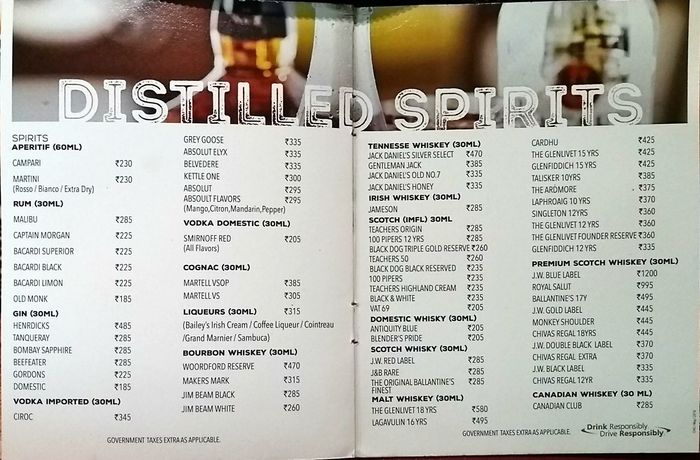 DISTILLED SPIRITS
SPIRITS
APERITIF (60ML)
CAMPARI ₹230
MARTINI ₹230
(Rosso / Bianco / Extra Dry)
RUM (30ML)
MALIBU ₹285
CAPTAIN MORGAN ₹225
BACARDI SUPERIOR ₹225
BACARDI BLACK ₹225
BACARDI LIMON ₹225
OLD MONK ₹185
GIN (30ML)
HENRDICKS ₹485
TANQUERAY ₹285
BOMBAY SAPPHIRE ₹285
BEEFEATER ₹285
GORDONS ₹225
DOMESTIC ₹185
VODKA IMPORTED (30ML)
CIROC ₹345
GREY GOOSE ₹335
ABSOLUT ELYX ₹335
BELVEDERE ₹335
KETTLE ONE ₹300
ABSOLUT ₹295
ABSOULT FLAVORS ₹295
(Mango,Citron,Mandarin,Pepper)
VODKA DOMESTIC (30ML)
SMIRNOFF RED ₹205
(All Flavors)
COGNAC (30ML)
MARTELL VSOP ₹385
MARTELL VS ₹305
LIQUEURS (30ML) ₹315
(Bailey's Irish Cream / Coffee Liqueur / Cointreau
/Grand Marnier / Sambuca)
BOURBON WHISKEY (30ML)
WOORDFORD RESERVE ₹470
MAKERS MARK ₹315
JIM BEAM BLACK ₹285
JIM BEAM WHITE ₹260
GOVERNMENT TAXES EXTRA AS APPLICABLE.
TENNESSE WHISKEY (30ML)
JACK DANIEL'S SILVER SELECT ₹470
GENTLEMAN JACK ₹385
JACK DANIEL'S OLD NO.7 ₹335
JACK DANIEL'S HONEY ₹335
IRISH WHISKEY (30ML)
JAMESON ₹285
SCOTCH (IMFL) 30ML
TEACHERS ORIGIN ₹285
100 PIPERS 12 YRS ₹285
BLACK DOG TRIPLE GOLD RESERVE ₹260
TEACHERS 50 ₹260
BLACK DOG BLACK RESERVED ₹235
100 PIPERS ₹235
TEACHERS HIGHLAND CREAM ₹235
BLACK & WHITE ₹235
VAT 69 ₹205
DOMESTIC WHISKY (30ML)
ANTIQUITY BLUE ₹205
BLENDER'S PRIDE ₹205
SCOTCH WHISKY (30ML)
J.W. RED LABEL ₹285
J&B RARE ₹285
THE ORIGINAL BALLANTINE'S ₹285
FINEST
MALT WHISKEY (30ML)
THE GLENLIVET 18 YRS ₹580
LAGAVULIN 16 YRS ₹495
CARDHU ₹425
THE GLENLIVET 15 YRS ₹425
GLENFIDDICH 15 YRS ₹425
TALISKER 10YRS ₹385
THE ARDMORE ₹375
LAPHROAIG 10 YRS ₹370
SINGLETON 12YRS ₹360
THE GLENLIVET 12 YRS ₹360
THE GLENLIVET FOUNDER RESERVE ₹360
GLENFIDDICH 12 YRS ₹335
PREMIUM SCOTCH WHISKEY (30ML)
J.W. BLUE LABEL ₹1200
ROYAL SALUT ₹995
BALLANTINE'S 17Y ₹495
J.W. GOLD LABEL ₹445
MONKEY SHOULDER ₹445
CHIVAS REGAL 18YRS ₹445
J.W. DOUBLE BLACK LABEL ₹370
CHIVAS REGAL EXTRA ₹370
J.W. BLACK LABEL ₹335
CHIVAS REGAL 12YR ₹335
CANADIAN WHISKEY (30 ML)
CANADIAN CLUB ₹285
GOVERNMENT TAXES EXTRA AS APPLICABLE.
Drink Responsibly
Drive Responsibly.